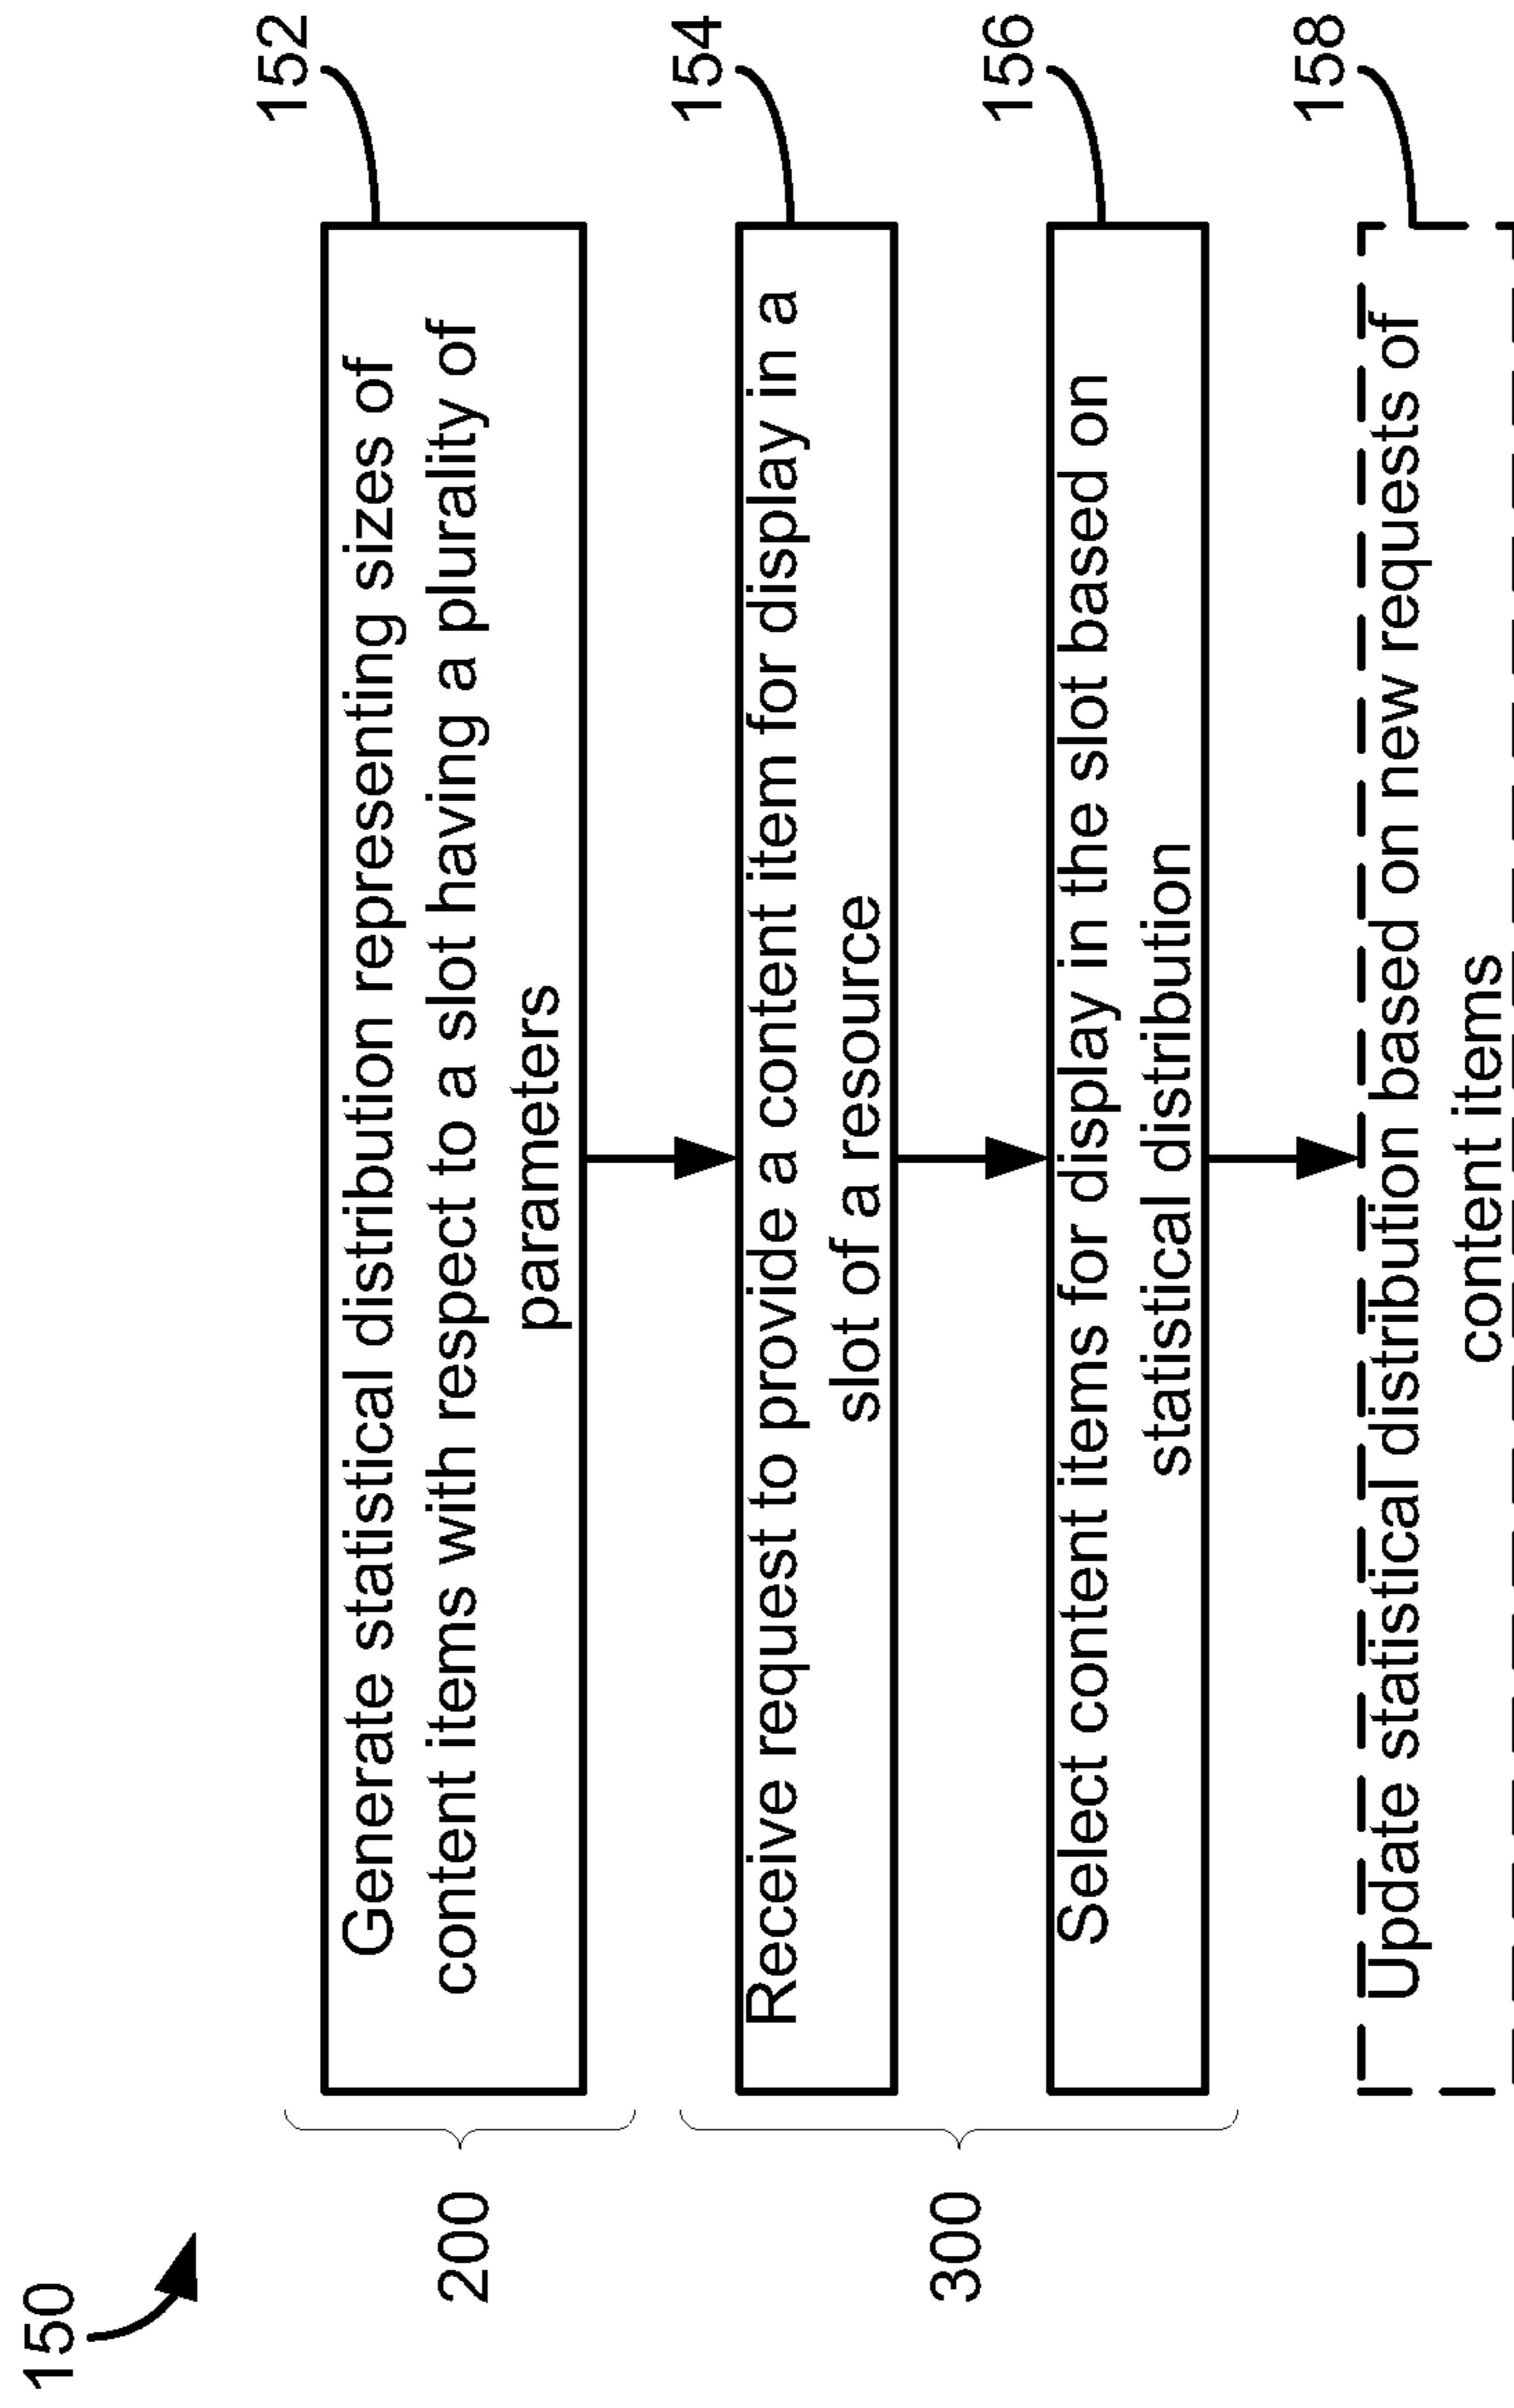 150
200
Generate statistical distribution representing sizes of
content items with respect to a slot having a plurality of
parameters
152
300
Receive request to provide a content item for display in a
slot of a resource
154
Select content items for display in the slot based on
statistical distribution
156
Update statistical distribution based on new requests of
content items
158